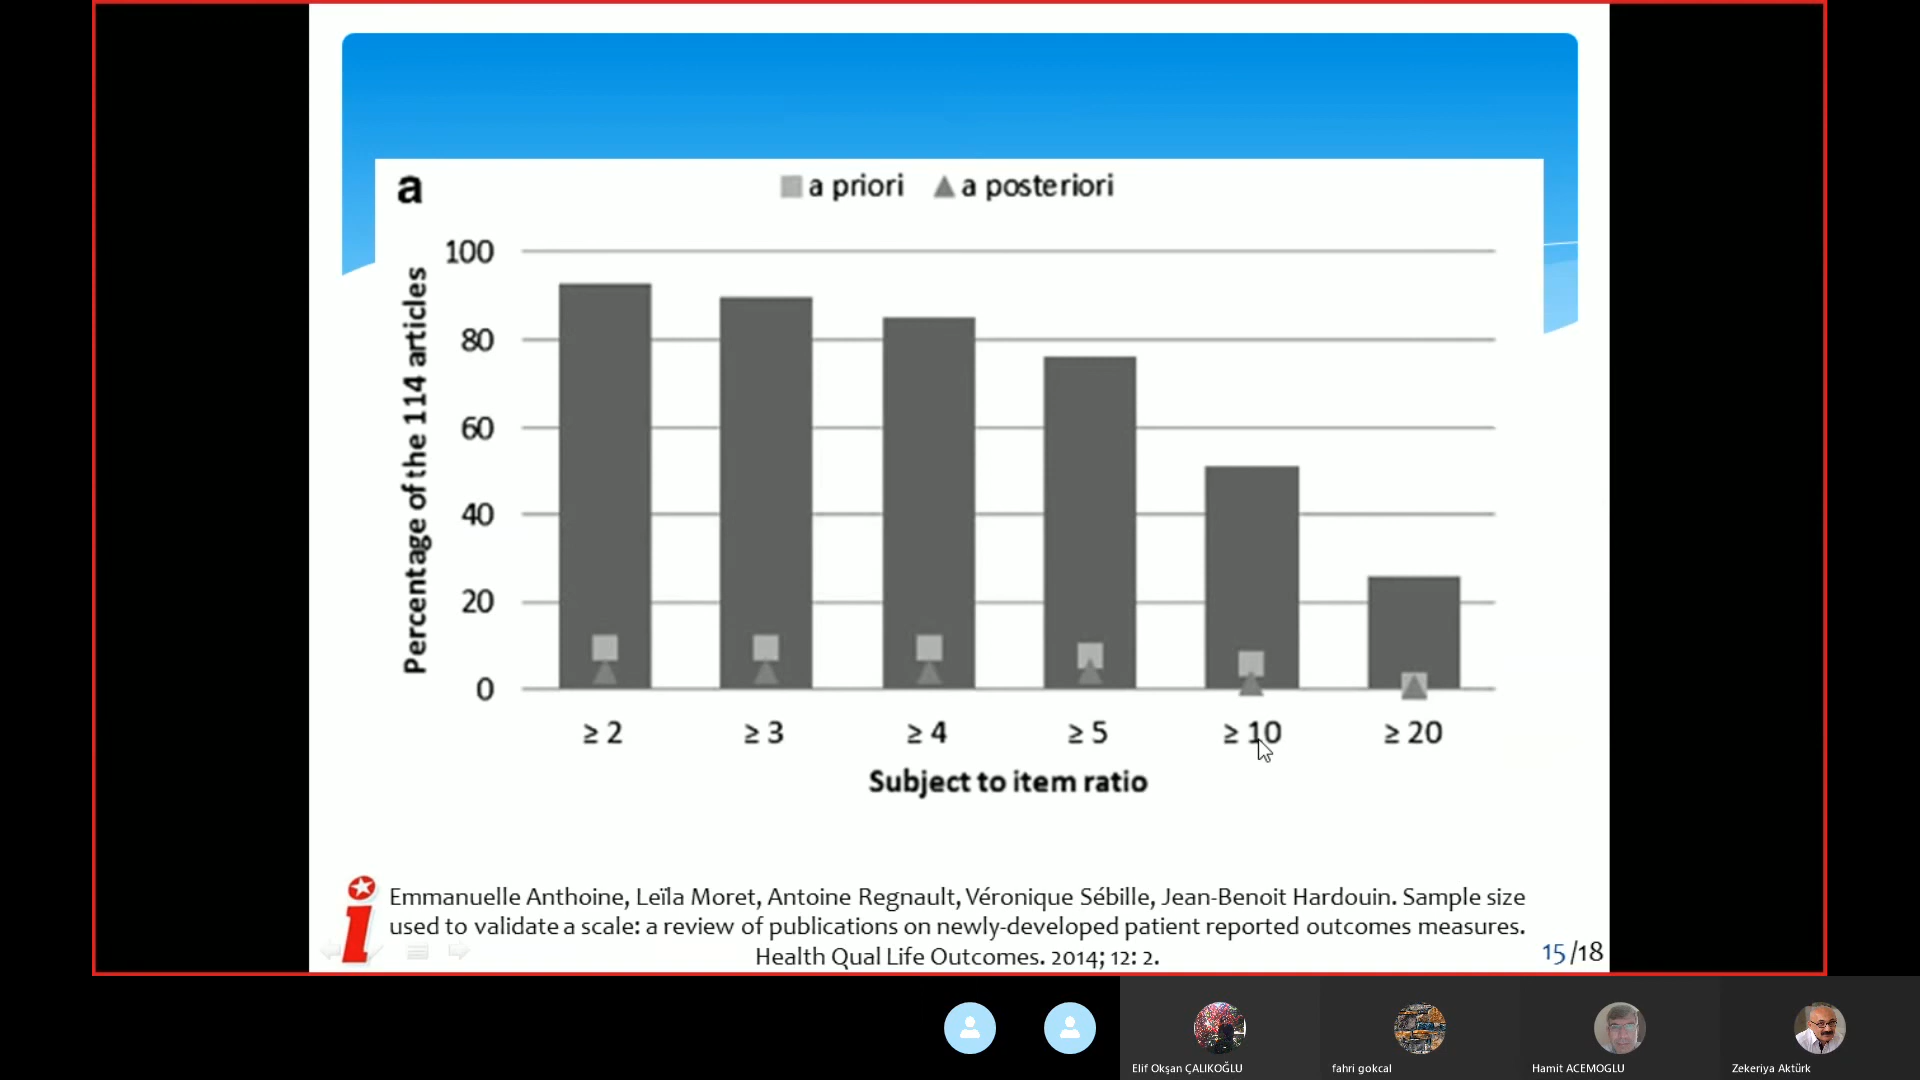 a
a priori
a posteriori
Percentage of the 114 articles
100
80
60
40
20
0
≥ 2
≥ 3
≥ 4
≥ 5
≥ 10
≥ 20
Subject to item ratio
Emmanuelle Anthoine, Leïla Moret, Antoine Regnault, Véronique Sébille, Jean-Benoit Hardouin. Sample size
used to validate a scale: a review of publications on newly-developed patient reported outcomes measures.
Health Qual Life Outcomes. 2014; 12: 2.
15/18
Elif Okşan ÇALIKOĞLU
fahri gokcal
Hamit ACEMOGLU
Zekeriya Aktürk